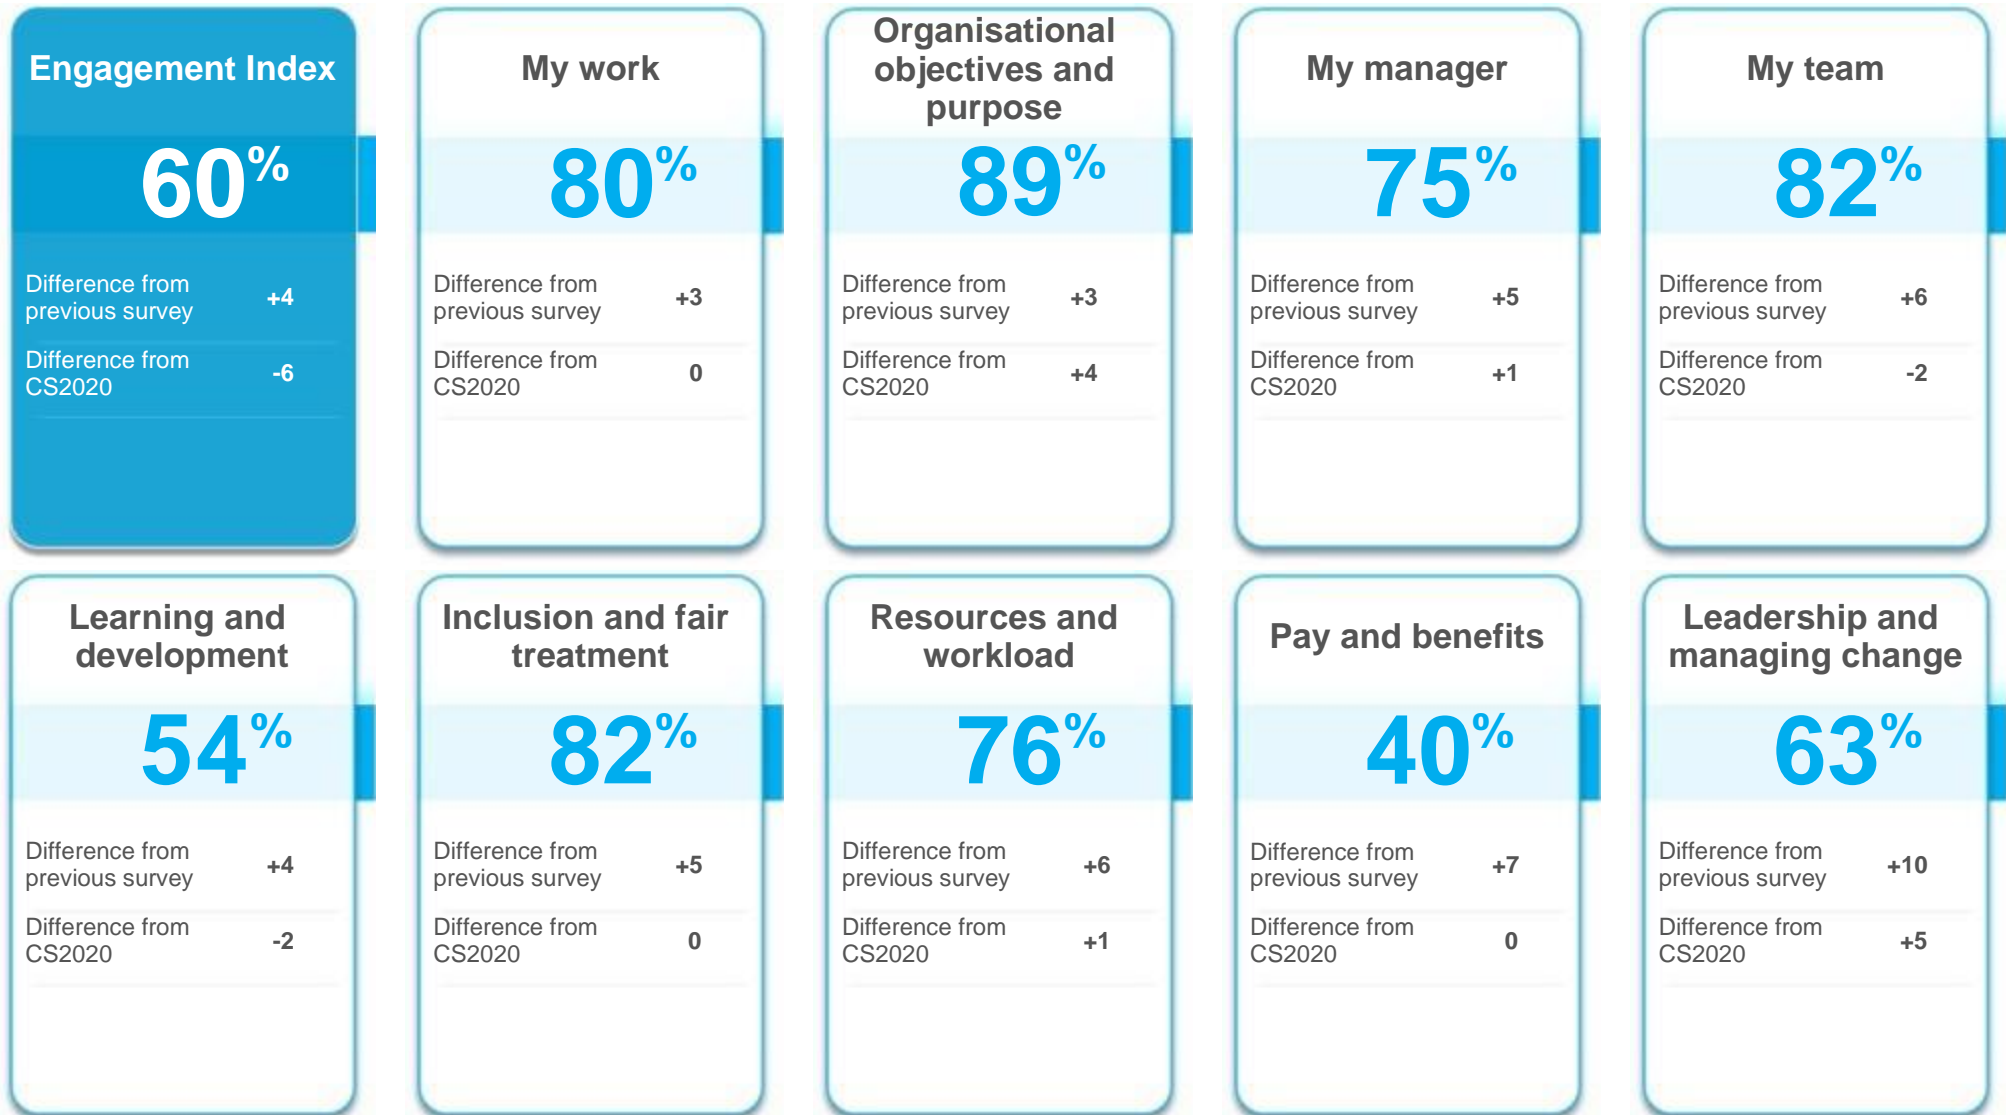 Engagement Index
60%
Difference from
previous survey
+4
Difference from
CS2020
-6
My work
80%
Difference from
previous survey
+3
Difference from
CS2020
0
Organisational
objectives and
purpose
89%
Difference from
previous survey
+3
Difference from
CS2020
+4
My manager
75%
Difference from
previous survey
+5
Difference from
CS2020
+1
My team
82%
Difference from
previous survey
+6
Difference from
CS2020
-2
Learning and
development
54%
Difference from
previous survey
+4
Difference from
CS2020
-2
Inclusion and fair
treatment
82%
Difference from
previous survey
+5
Difference from
CS2020
0
Resources and
workload
76%
Difference from
previous survey
+6
Difference from
CS2020
+1
Pay and benefits
40%
Difference from
previous survey
+7
Difference from
CS2020
0
Leadership and
managing change
63%
Difference from
previous survey
+10
Difference from
CS2020
+5